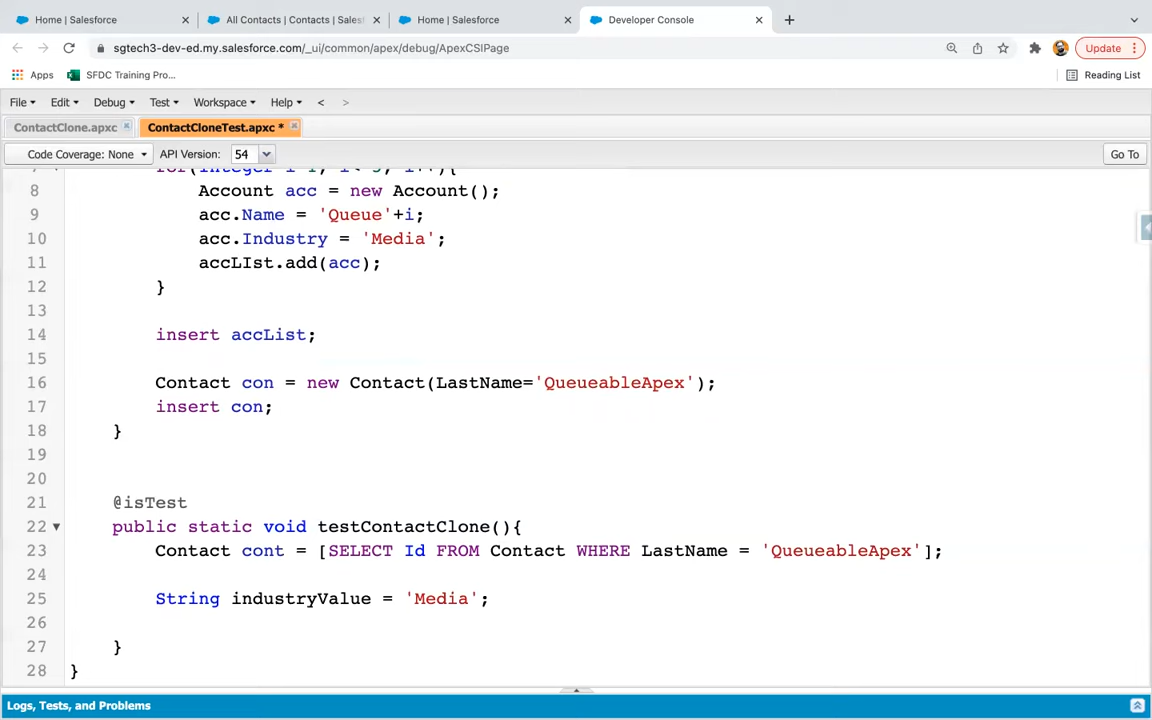 Home | Salesforce
All Contacts | Contacts | Sales
Home | Salesforce
Developer Console
sgtech3-dev-ed.my.salesforce.com/_ui/common/apex/debug/ApexCSIPage
Update
Apps
SFDC Training Pro...
Reading List
File Edit Debug Test Workspace Help < >
ContactClone.apxc
ContactCloneTest.apxc *
Code Coverage: None
API Version: 54
Go To
8 Account acc = new Account();
9 acc.Name = 'Queue'+i;
10 acc.Industry = 'Media';
11 accLIst.add(acc);
12 }
13
14 insert accList;
15
16 Contact con = new Contact(LastName='QueueableApex');
17 insert con;
18 }
19
20
21 @isTest
22 public static void testContactClone(){
23 Contact cont = [SELECT Id FROM Contact WHERE LastName = 'QueueableApex'];
24
25 String industryValue = 'Media';
26
27 }
28 }
Logs, Tests, and Problems